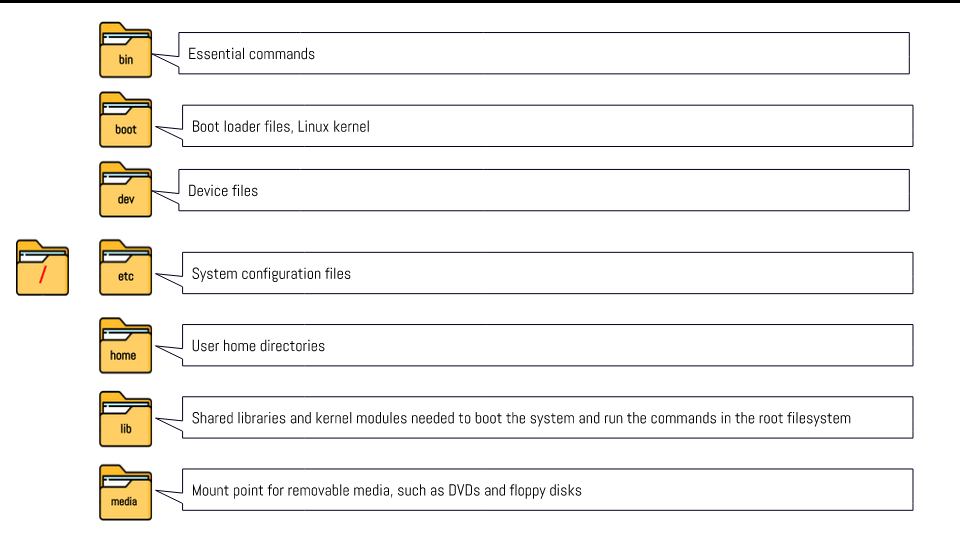 bin
Essential commands
boot
Boot loader files, Linux kernel
dev
Device files
/
etc
System configuration files
home
User home directories
lib
Shared libraries and kernel modules needed to boot the system and run the commands in the root filesystem
media
Mount point for removable media, such as DVDs and floppy disks